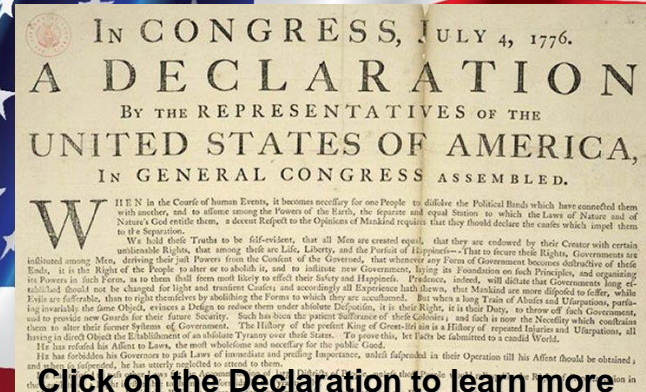 IN CONGRESS, JULY 4, 1776.
A DECLARATION
BY THE REPRESENTATIVES OF THE
UNITED STATES OF AMERICA,
IN GENERAL CONGRESS ASSEMBLED.
WHEN in the Course of human Events, it becomes necessary for one People to dissolve the Political Bands which have connected them
with another, and to assume among the Powers of the Earth, the separate and equal Station to which the Laws of Nature and of
Nature's God entitle them, a decent Respect to the Opinions of Mankind requires that they should declare the causes which impel them
to the Separation.
We hold these Truths to be self-evident, that all Men are created equal, that they are endowed by their Creator with certain
unalienable Rights, that among these are Life, Liberty, and the Pursuit of Happiness--That to secure these Rights, Governments are
instituted among Men, deriving their just Powers from the Consent of the Governed, that whenever any Form of Government becomes destructive of these
Ends, it is the Right of the People to alter or to abolish it, and to institute new Government, laying its Foundation on such Principles, and organizing
its Powers in such Form, as to them shall seem most likely to effect their Safety and Happiness. Prudence, indeed, will dictate that Governments long es-
tablished should not be changed for light and transient Causes; and accordingly all Experience hath shewn, that Mankind are more disposed to suffer, while
Evils are sufferable, than to right themselves by abolishing the Forms to which they are accustomed. But when a long Train of Abuses and Usurpations, pursu-
ing invariably the same Object, evinces a Design to reduce them under absolute Despotism, it is their Right, it is their Duty, to throw off such Government,
and to provide new Guards for their future Security. Such has been the patient Sufferance of these Colonies; and such is now the Necessity which constrains
them to alter their former Systems of Government. The History of the present King of Great-Britain is a History of repeated Injuries and Usurpations, all
having in direct Object the Establishment of an absolute Tyranny over these States. To prove this, let Facts be submitted to a candid World.
He has refused his Assent to Laws, the most wholesome and necessary for the public Good.
He has forbidden his Governors to pass Laws of immediate and pressing Importance, unless suspended in their Operation till his Assent should be obtained;
and when so suspended, he has utterly neglected to attend to them.
Click on the Declaration to learn more